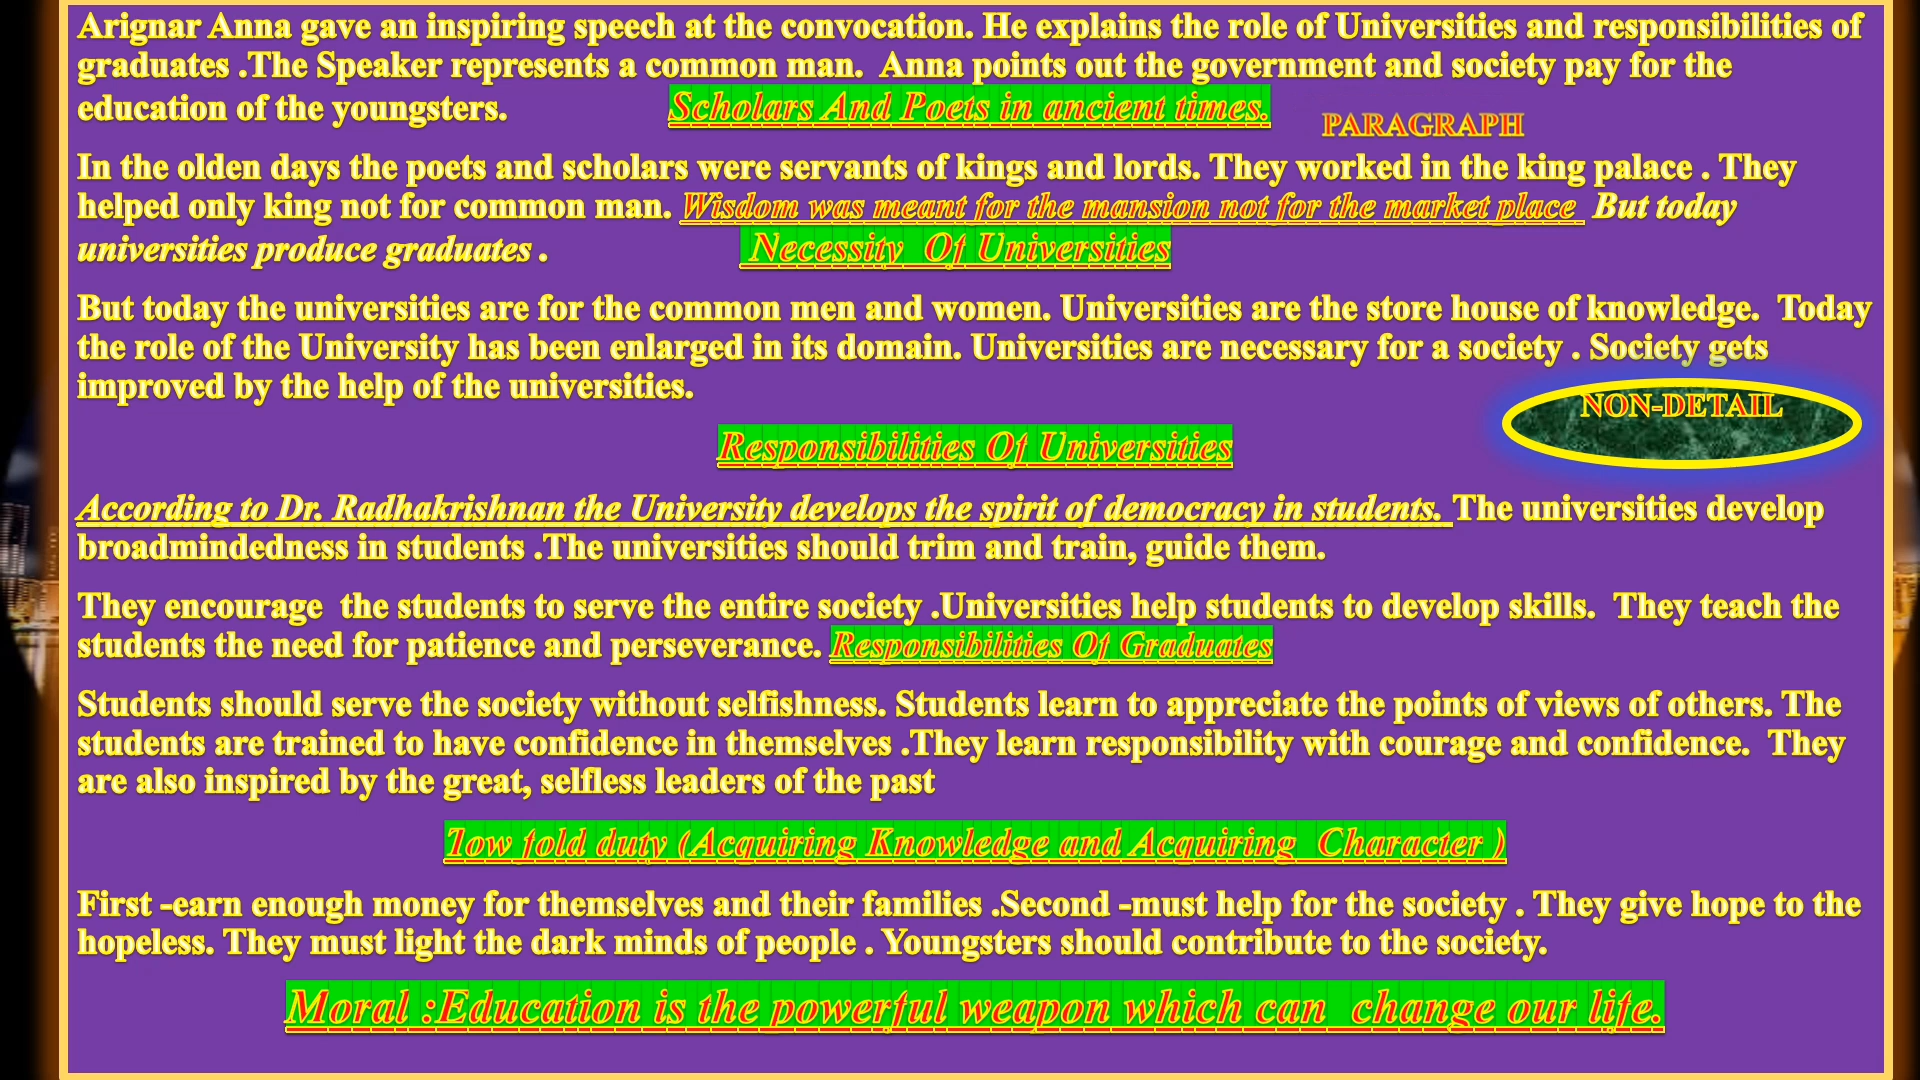 Arignar Anna gave an inspiring speech at the convocation. He explains the role of Universities and responsibilities of
graduates .The Speaker represents a common man.  Anna points out the government and society pay for the
education of the youngsters. Scholars And Poets in ancient times.
PARAGRAPH
In the olden days the poets and scholars were servants of kings and lords. They worked in the king palace . They
helped only king not for common man. Wisdom was meant for the mansion not for the market place  But today
universities produce graduates . Necessity  Of Universities
But today the universities are for the common men and women. Universities are the store house of knowledge.  Today
the role of the University has been enlarged in its domain. Universities are necessary for a society . Society gets
improved by the help of the universities.
NON-DETAIL
Responsibilities Of Universities
According to Dr. Radhakrishnan the University develops the spirit of democracy in students. The universities develop
broadmindedness in students .The universities should trim and train, guide them.
They encourage  the students to serve the entire society .Universities help students to develop skills.  They teach the
students the need for patience and perseverance. Responsibilities Of Graduates
Students should serve the society without selfishness. Students learn to appreciate the points of views of others. The
students are trained to have confidence in themselves .They learn responsibility with courage and confidence.  They
are also inspired by the great, selfless leaders of the past
Tow fold duty (Acquiring Knowledge and Acquiring  Character )
First -earn enough money for themselves and their families .Second -must help for the society . They give hope to the
hopeless. They must light the dark minds of people . Youngsters should contribute to the society.
Moral :Education is the powerful weapon which can  change our life.